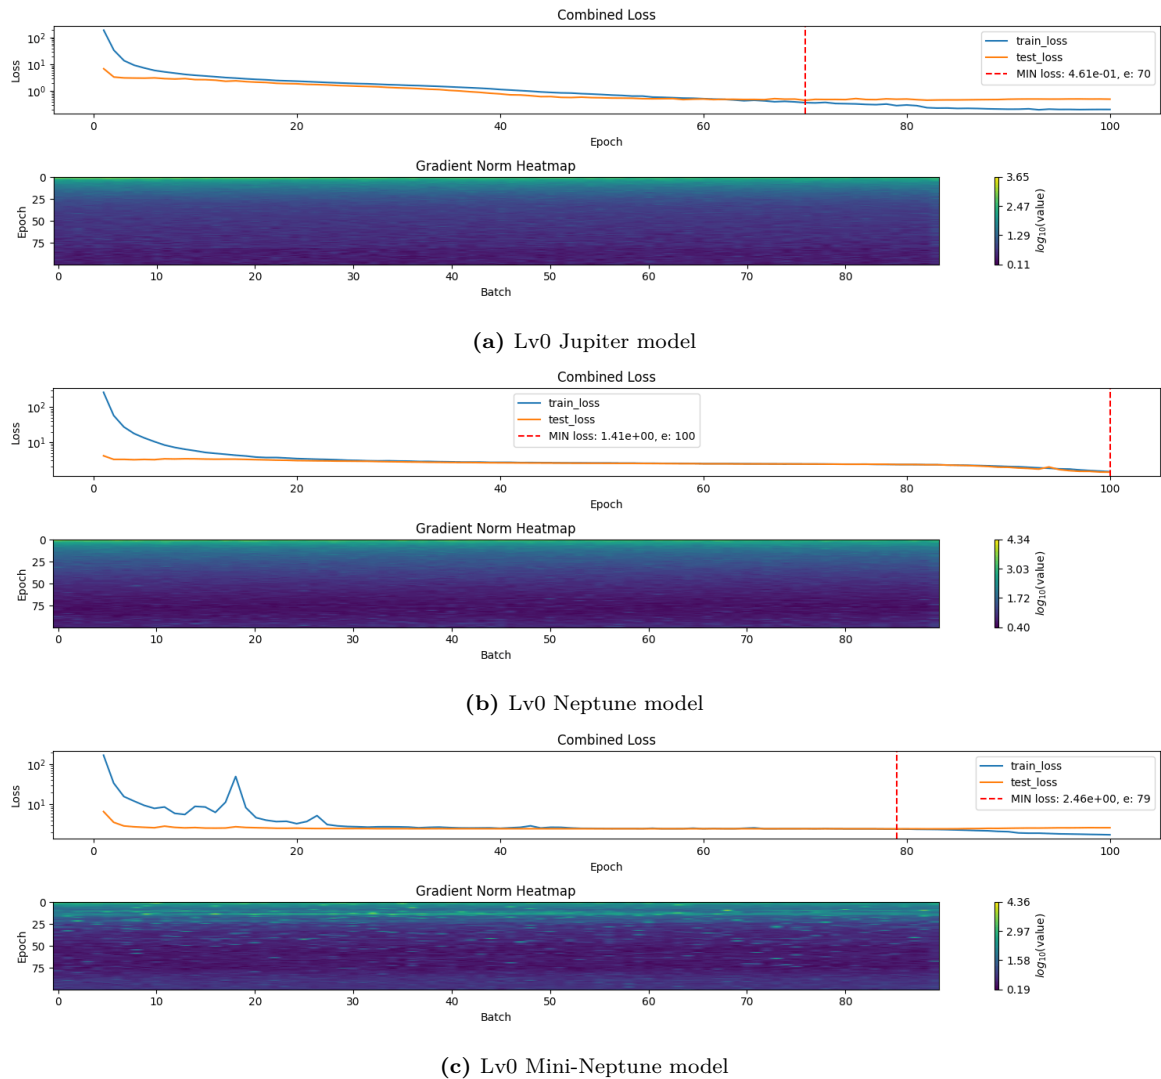 Combined Loss
10²
10⁰
Loss
train_loss
test_loss
MIN loss: 4.61e-01, e: 70
0 20 40 60 80 100
Epoch
Gradient Norm Heatmap
0
25
50
75
Epoch
0 10 20 30 40 50 60 70 80
Batch
3.65
2.47
1.29
0.11
log₁₀(value)
(a) Lv0 Jupiter model
Combined Loss
10²
10¹
Loss
train_loss
test_loss
MIN loss: 1.41e+00, e: 100
0 20 40 60 80 100
Epoch
Gradient Norm Heatmap
0
25
50
75
Epoch
0 10 20 30 40 50 60 70 80
Batch
4.34
3.03
1.72
0.40
log₁₀(value)
(b) Lv0 Neptune model
Combined Loss
10²
10¹
Loss
train_loss
test_loss
MIN loss: 2.46e+00, e: 79
0 20 40 60 80 100
Epoch
Gradient Norm Heatmap
0
25
50
75
Epoch
0 10 20 30 40 50 60 70 80
Batch
4.36
2.97
1.58
0.19
log₁₀(value)
(c) Lv0 Mini-Neptune model